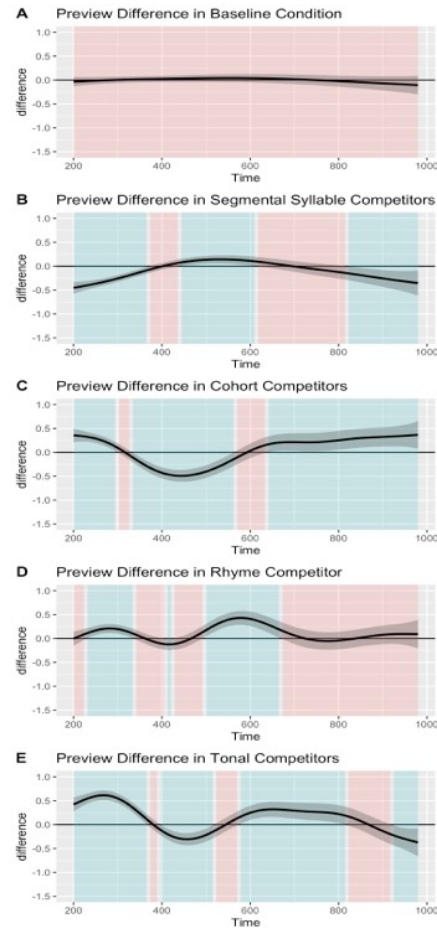 A Preview Difference in Baseline Condition
1.0
0.5
0.0
-0.5
-1.0
-1.5
difference
200 400 600 800 1000
Time
B Preview Difference in Segmental Syllable Competitors
1.0
0.5
0.0
-0.5
-1.0
-1.5
difference
200 400 600 800 1000
Time
C Preview Difference in Cohort Competitors
1.0
0.5
0.0
-0.5
-1.0
-1.5
difference
200 400 600 800 1000
Time
D Preview Difference in Rhyme Competitor
1.0
0.5
0.0
-0.5
-1.0
-1.5
difference
200 400 600 800 1000
Time
E Preview Difference in Tonal Competitors
1.0
0.5
0.0
-0.5
-1.0
-1.5
difference
200 400 600 800 1000
Time